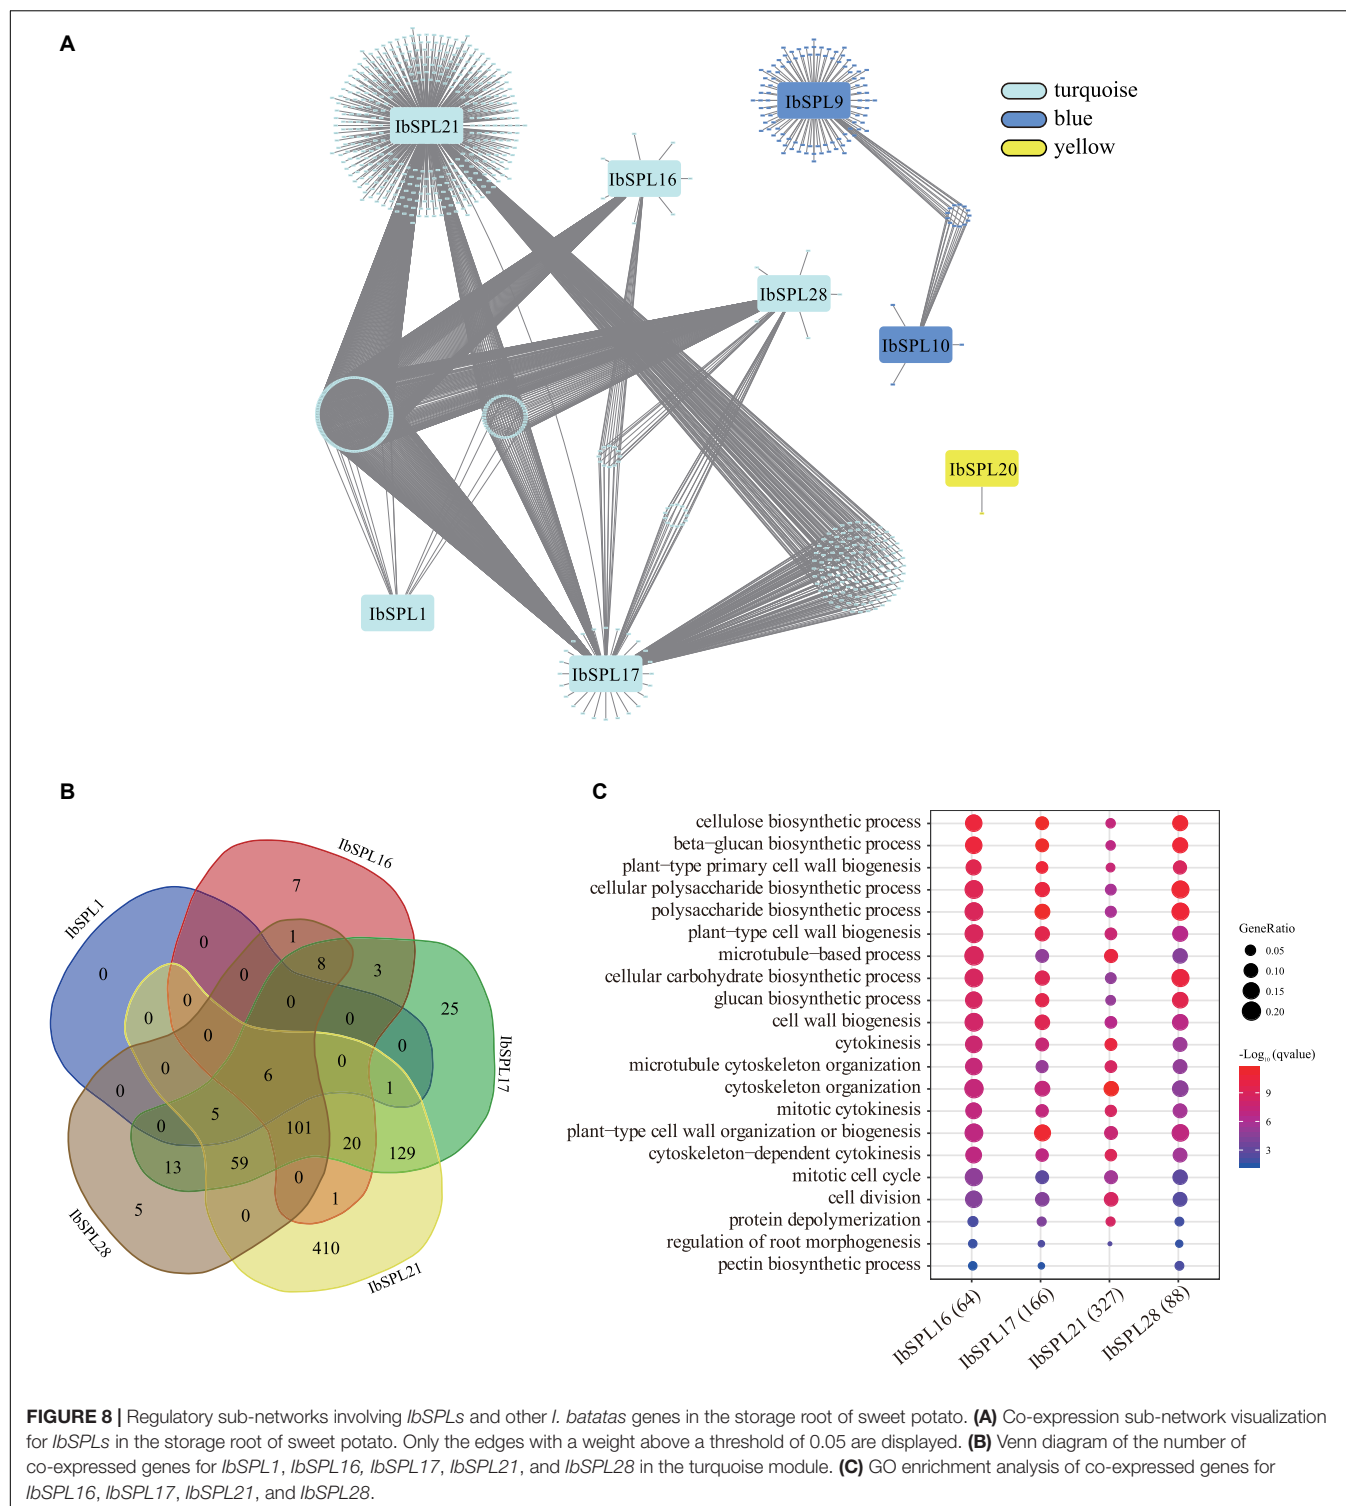 A
IbSPL21
IbSPL9
IbSPL16
IbSPL28
IbSPL10
IbSPL20
IbSPL1
IbSPL17
turquoise
blue
yellow
B
IbSPL1
IbSPL16
IbSPL17
IbSPL28
IbSPL21
7
0
1
0
0
8
3
25
0
0
0
0
0
0
0
0
0
6
0
1
0
5
101
20
129
0
13
59
0
1
5
0
410
C
cellulose biosynthetic process
beta−glucan biosynthetic process
plant−type primary cell wall biogenesis
cellular polysaccharide biosynthetic process
polysaccharide biosynthetic process
plant−type cell wall biogenesis
microtubule−based process
cellular carbohydrate biosynthetic process
glucan biosynthetic process
cell wall biogenesis
cytokinesis
microtubule cytoskeleton organization
cytoskeleton organization
mitotic cytokinesis
plant−type cell wall organization or biogenesis
cytoskeleton−dependent cytokinesis
mitotic cell cycle
cell division
protein depolymerization
regulation of root morphogenesis
pectin biosynthetic process
IbSPL16 (64)
IbSPL17 (166)
IbSPL21 (327)
IbSPL28 (88)
GeneRatio
0.05
0.10
0.15
0.20
-Log₁₀ (qvalue)
9
6
3
FIGURE 8 | Regulatory sub-networks involving IbSPLs and other I. batatas genes in the storage root of sweet potato. (A) Co-expression sub-network visualization
for IbSPLs in the storage root of sweet potato. Only the edges with a weight above a threshold of 0.05 are displayed. (B) Venn diagram of the number of
co-expressed genes for IbSPL1, IbSPL16, IbSPL17, IbSPL21, and IbSPL28 in the turquoise module. (C) GO enrichment analysis of co-expressed genes for
IbSPL16, IbSPL17, IbSPL21, and IbSPL28.